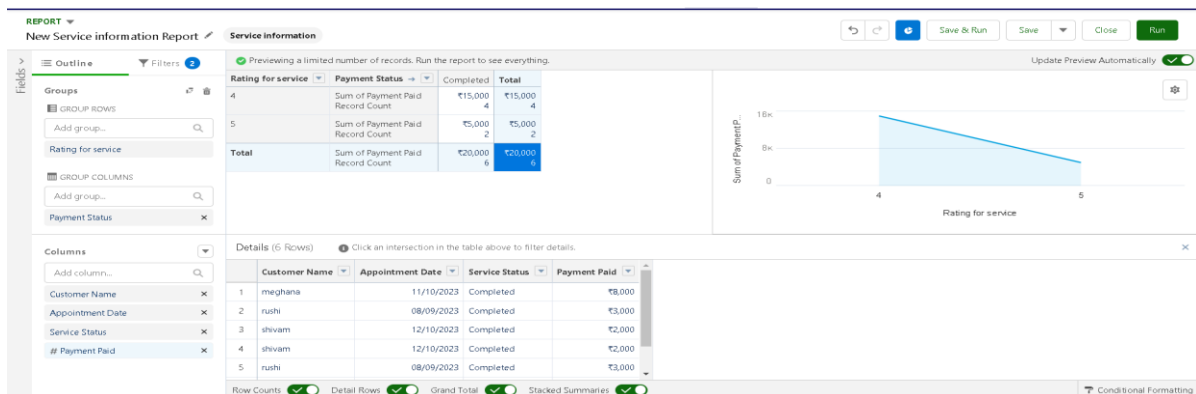 REPORT
New Service information Report
Service information
Save & Run
Save
Close
Run
Fields
Outline
Filters 2
Previewing a limited number of records. Run the report to see everything.
Update Preview Automatically
Groups
GROUP ROWS
Add group...
Rating for service
GROUP COLUMNS
Add group...
Payment Status
Columns
Add column...
Customer Name
Appointment Date
Service Status
# Payment Paid
Rating for service Payment Status → Completed Total
4 Sum of Payment Paid ₹15,000 ₹15,000
Record Count 4 4
5 Sum of Payment Paid ₹5,000 ₹5,000
Record Count 2 2
Total Sum of Payment Paid ₹20,000 ₹20,000
Record Count 6 6
Sum of Payment P...
16K
8K
0
4 5
Rating for service
Details (6 Rows) Click an intersection in the table above to filter details.
Customer Name Appointment Date Service Status Payment Paid
1 meghana 11/10/2023 Completed ₹8,000
2 rushi 08/09/2023 Completed ₹3,000
3 shivam 12/10/2023 Completed ₹2,000
4 shivam 12/10/2023 Completed ₹2,000
5 rushi 08/09/2023 Completed ₹3,000
Row Counts Detail Rows Grand Total Stacked Summaries
Conditional Formatting